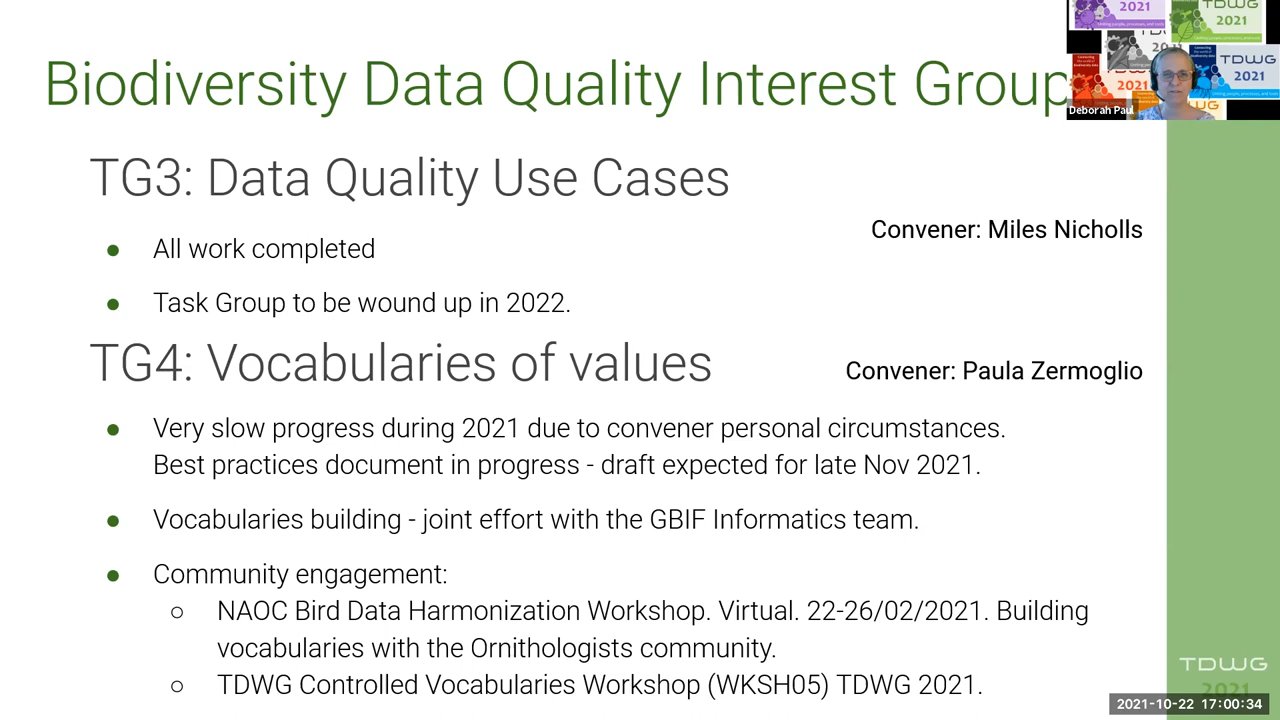 Biodiversity Data Quality Interest Group
TG3: Data Quality Use Cases
Convener: Miles Nicholls
● All work completed
● Task Group to be wound up in 2022.
TG4: Vocabularies of values
Convener: Paula Zermoglio
● Very slow progress during 2021 due to convener personal circumstances.
Best practices document in progress - draft expected for late Nov 2021.
● Vocabularies building - joint effort with the GBIF Informatics team.
● Community engagement:
○ NAOC Bird Data Harmonization Workshop. Virtual. 22-26/02/2021. Building
vocabularies with the Ornithologists community.
○ TDWG Controlled Vocabularies Workshop (WKSH05) TDWG 2021.
2021
TDWG
2021
TDWG
2021
Deborah Paul
TDWG
2021
2021-10-22 17:00:34